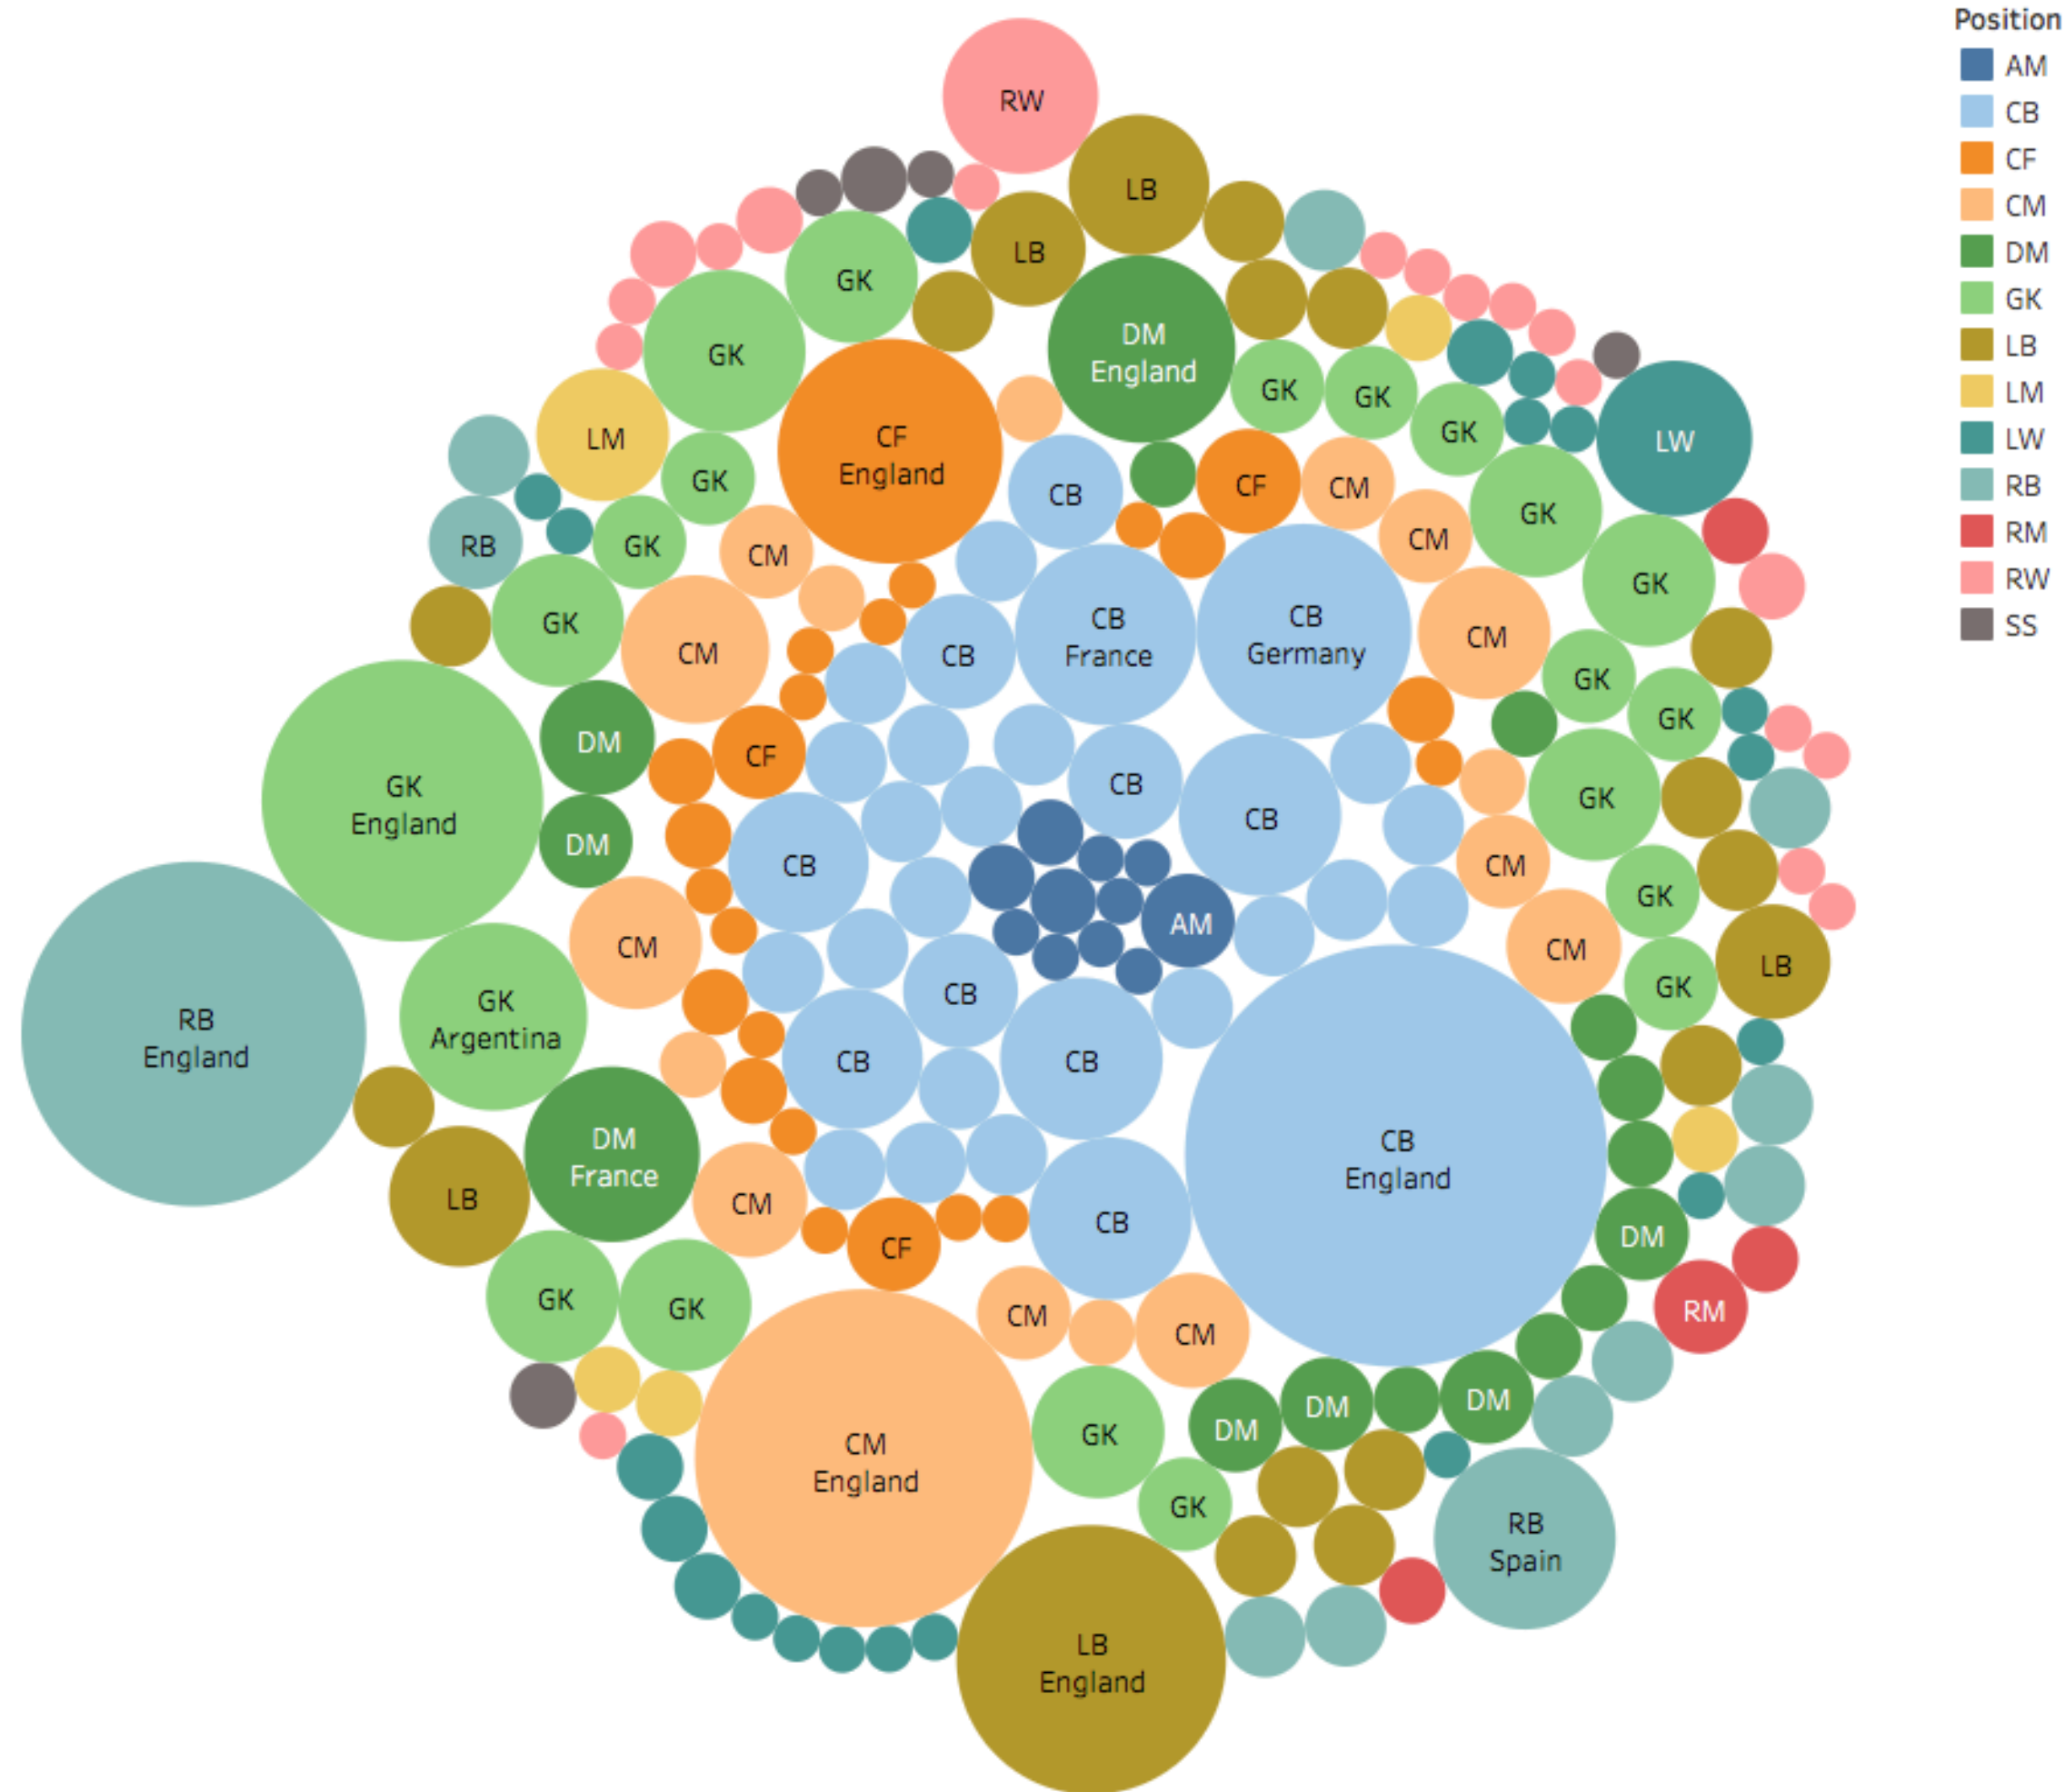 Position
AM
CB
CF
CM
DM
GK
LB
LM
LW
RB
RM
RW
SS
RW
LB
LB
GK
GK
DM
England
GK
GK
GK
LM
CF
England
LW
GK
CB
CF
CM
GK
RB
GK
CM
CM
GK
GK
GK
CM
CB
CB
France
CB
Germany
CM
GK
GK
DM
CF
CB
CB
GK
GK
England
DM
CB
CM
GK
AM
CM
CM
LB
GK
CB
RB
England
GK
Argentina
CB
CB
DM
France
CB
England
LB
CM
CB
DM
CF
GK
GK
CM
CM
RM
CM
England
GK
DM
DM
DM
GK
RB
Spain
LB
England